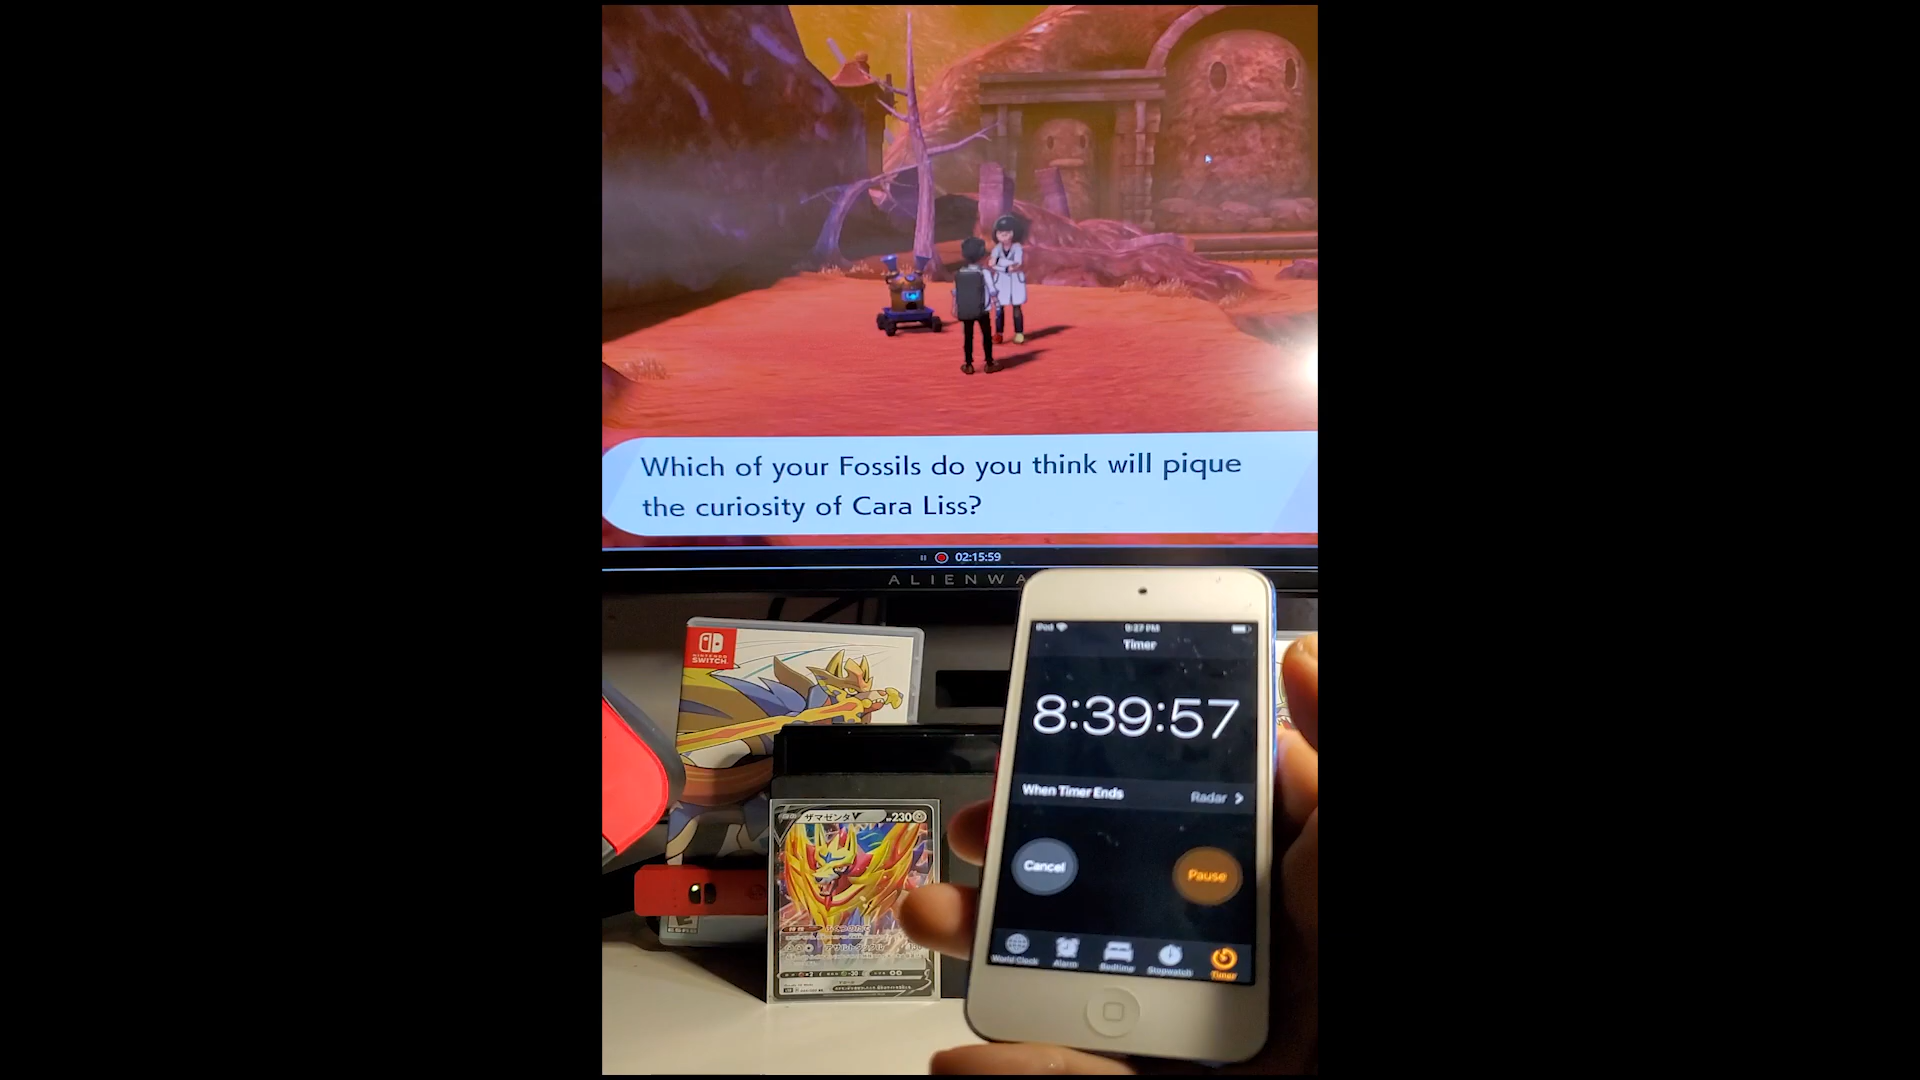 Which of your Fossils do you think will pique
the curiosity of Cara Liss?
02:15:59
ALIENWA
NINTENDO
SWITCH
iPod
9:27 PM
Timer
8:39:57
When Timer Ends
Radar
Cancel
Pause
World Clock
Alarm
Bedtime
Stopwatch
Timer
ザマゼンタV
230
E